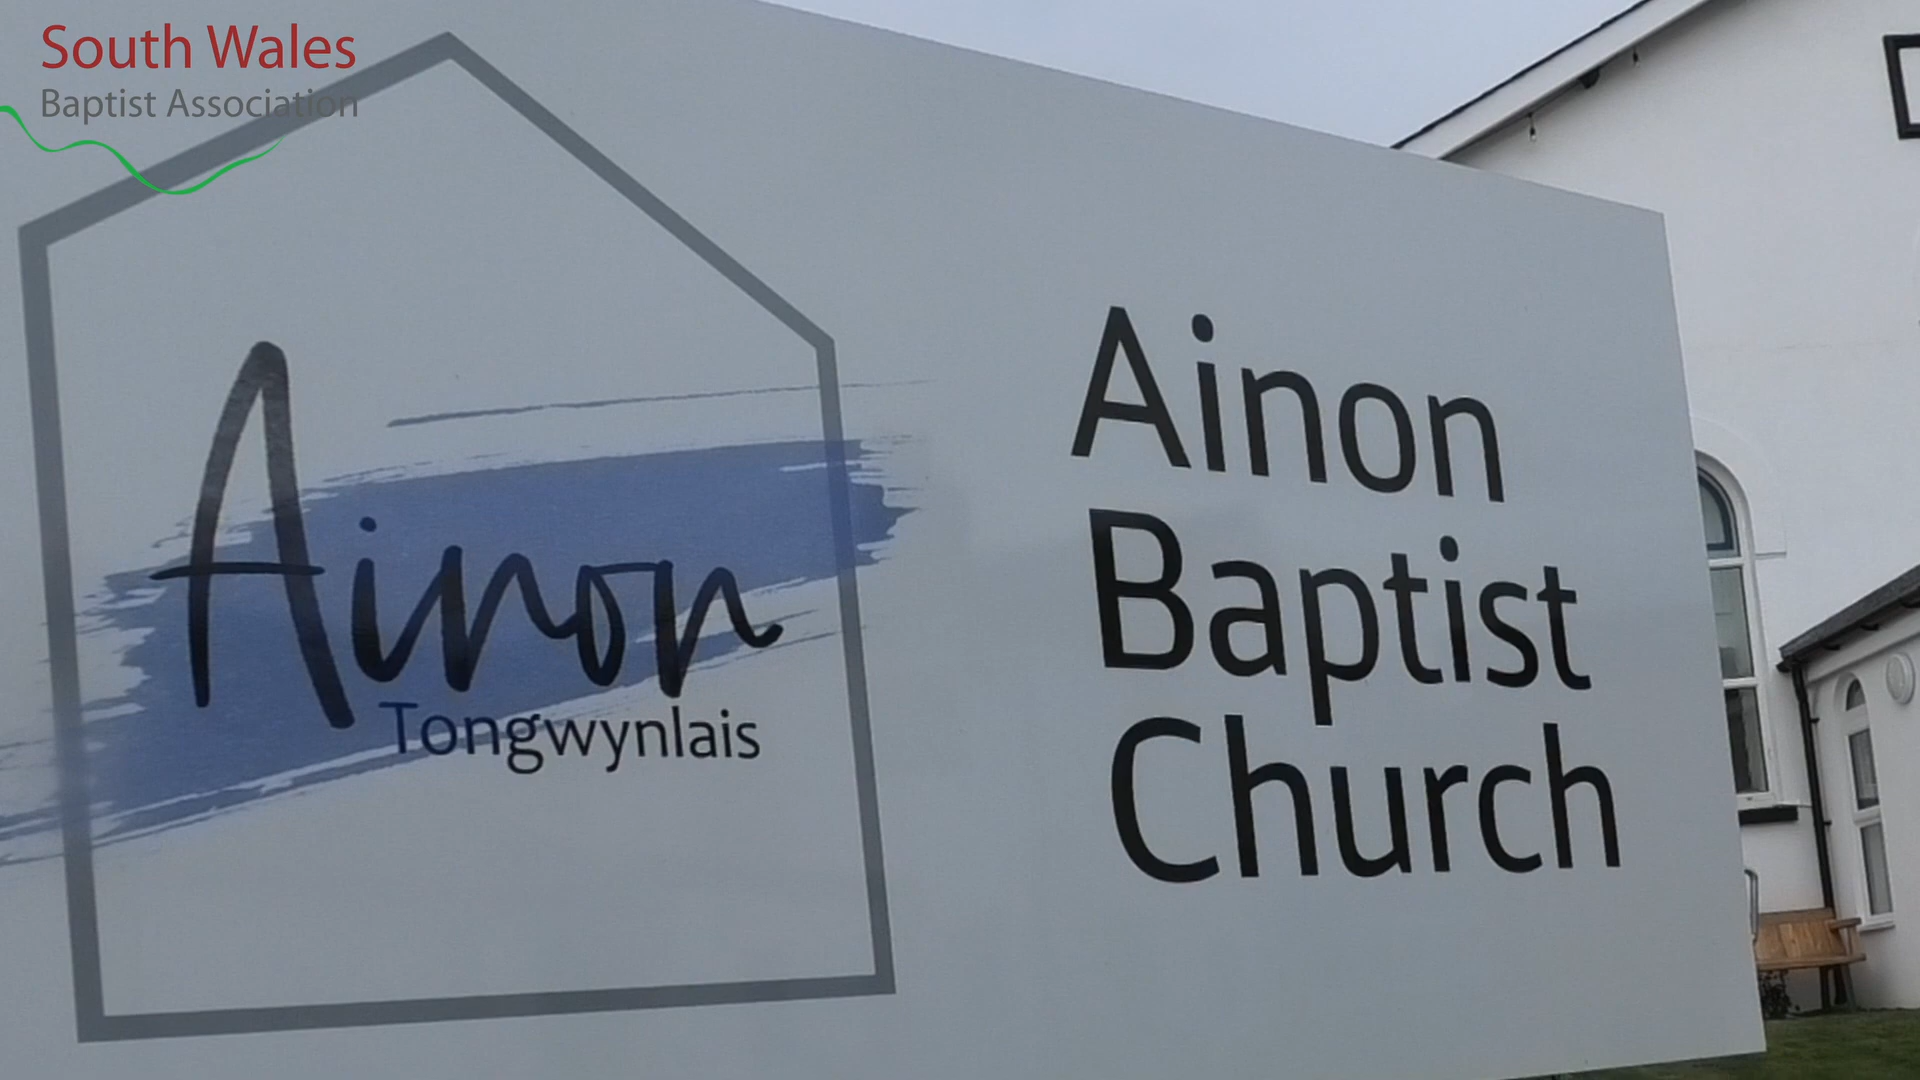 South Wales
Baptist Association
Ainon
Tongwynlais
Ainon
Baptist
Church